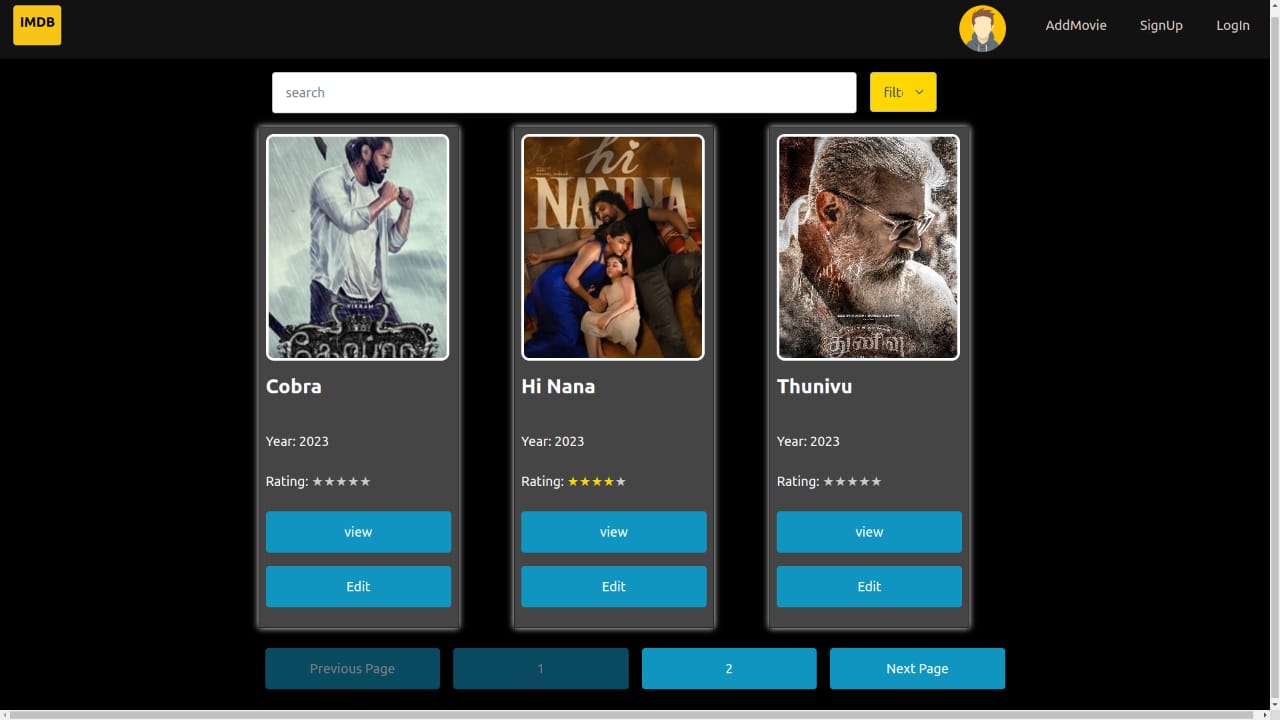 IMDB
AddMovie SignUp LogIn
search
filt
hi
NANNA
VIKRAM
கோப்ரா
துணிவு
Cobra
Hi Nana
Thunivu
Year: 2023
Year: 2023
Year: 2023
Rating: ★★★★★
Rating: ★★★★★
Rating: ★★★★★
view
view
view
Edit
Edit
Edit
Previous Page
1
2
Next Page